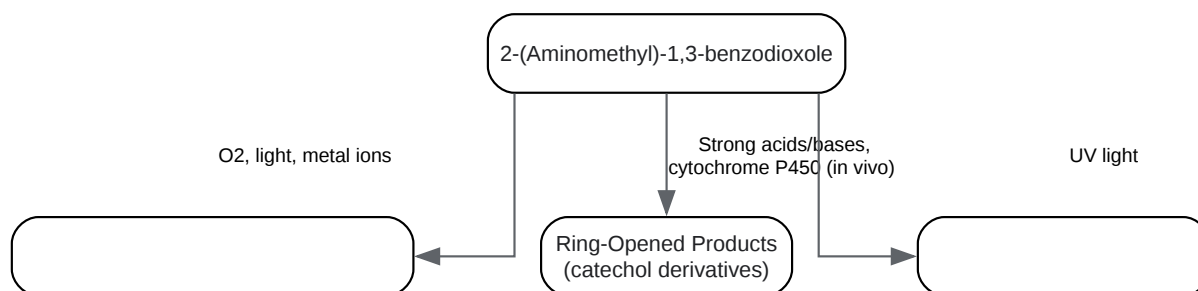 2-(Aminomethyl)-1,3-benzodioxole
O2, light, metal ions
Strong acids/bases,
cytochrome P450 (in vivo)
UV light
Ring-Opened Products
(catechol derivatives)